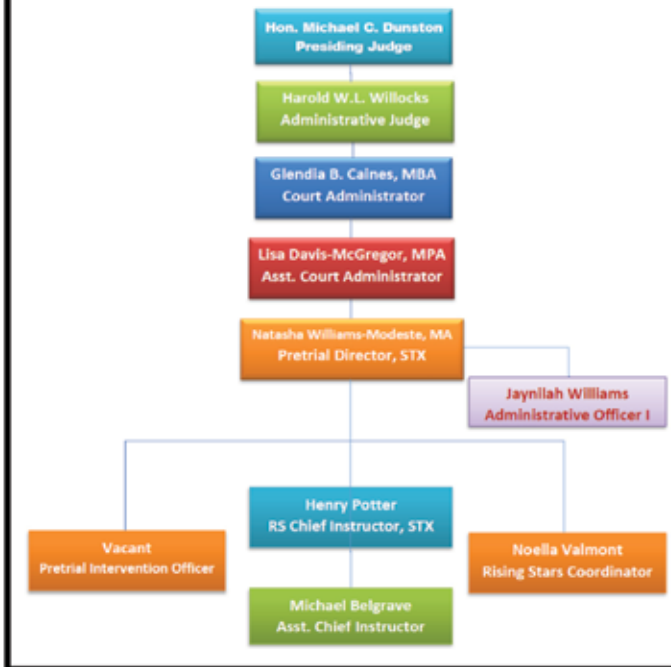 Hon. Michael C. Dunston
Presiding Judge
Harold W.L. Willocks
Administrative Judge
Glendia B. Caines, MBA
Court Administrator
Lisa Davis-McGregor, MPA
Asst. Court Administrator
Natasha Williams-Modeste, MA
Pretrial Director, STX
Jaynilah Williams
Administrative Officer I
Henry Potter
RS Chief Instructor, STX
Vacant
Pretrial Intervention Officer
Noella Valmont
Rising Stars Coordinator
Michael Belgrave
Asst. Chief Instructor